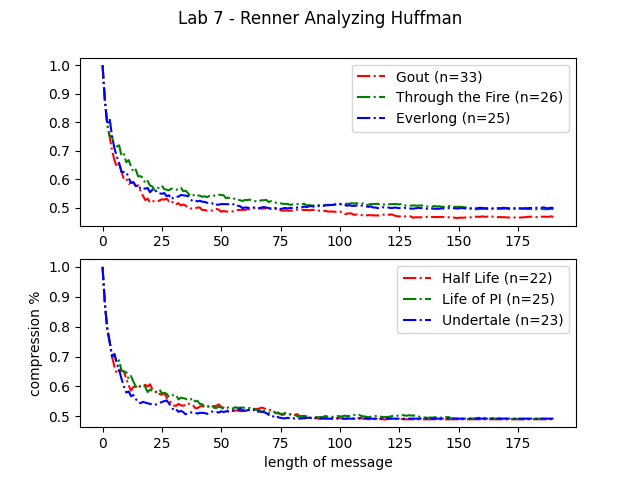 Lab 7 - Renner Analyzing Huffman
1.0
0.9
0.8
0.7
0.6
0.5
Gout (n=33)
Through the Fire (n=26)
Everlong (n=25)
0 25 50 75 100 125 150 175
compression %
1.0
0.9
0.8
0.7
0.6
0.5
Half Life (n=22)
Life of PI (n=25)
Undertale (n=23)
0 25 50 75 100 125 150 175
length of message